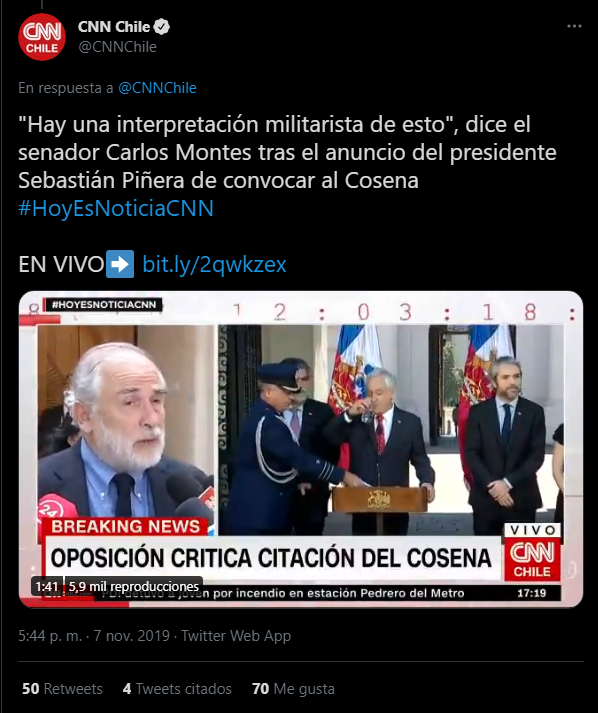 CNN Chile
@CNNChile
CNN
CHILE
En respuesta a @CNNChile
"Hay una interpretación militarista de esto", dice el
senador Carlos Montes tras el anuncio del presidente
Sebastián Piñera de convocar al Cosena
#HoyEsNoticiaCNN
EN VIVO➡️ bit.ly/2qwkzex
#HOYESNOTICIACNN
12:03:18:
24
BREAKING NEWS
VIVO
OPOSICIÓN CRITICA CITACIÓN DEL COSENA
CNN
CHILE
1:41 5,9 mil reproducciones
por incendio en estación Pedrero del Metro
17:19
5:44 p. m. · 7 nov. 2019 · Twitter Web App
50 Retweets 4 Tweets citados 70 Me gusta